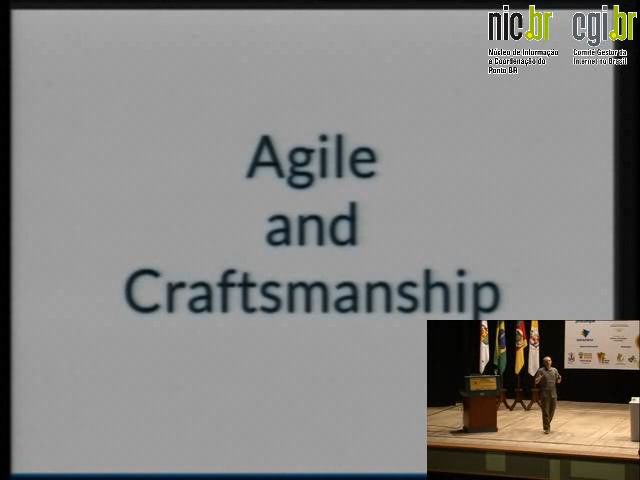 nic.br
Núcleo de Informação
e Coordenação do
Ponto BR
cgi.br
Comitê Gestor da
Internet no Brasil
Agile
and
Craftsmanship